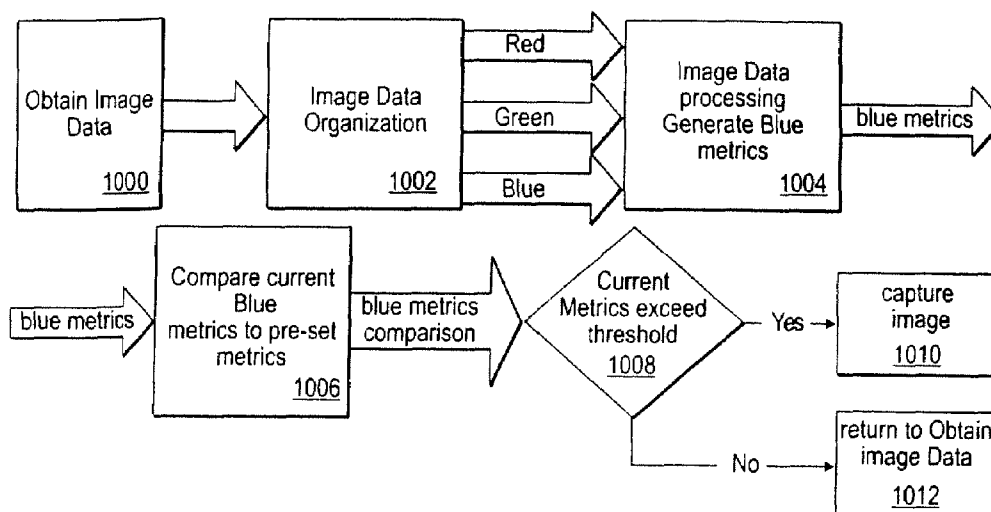 Obtain Image
Data
1000
Image Data
Organization
1002
Red
Green
Blue
Image Data
processing
Generate Blue
metrics
1004
blue metrics
blue metrics
Compare current
Blue
metrics to pre-set
metrics
1006
blue metrics
comparison
Current
Metrics exceed
threshold
1008
Yes
capture
image
1010
No
return to Obtain
image Data
1012